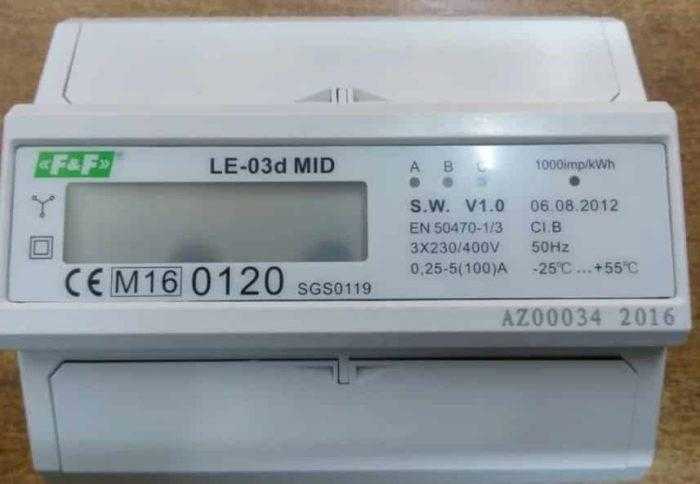 «F&F» LE-03d MID
A B C 1000imp/kWh
S.W. V1.0 06.08.2012
EN 50470-1/3 Cl.B
3X230/400V 50Hz
0,25-5(100)A -25℃ ...+55℃
CE M16 0120 SGS0119
AZ00034 2016